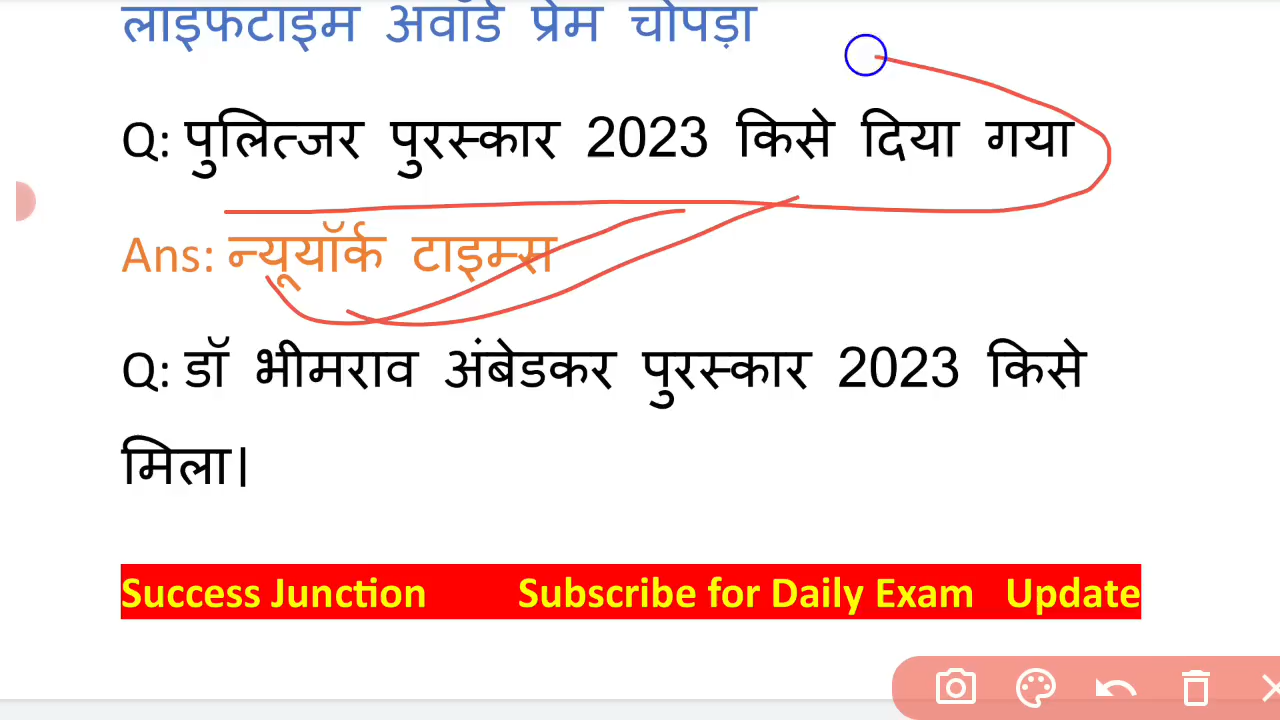 लाइफटाइम अवॉर्ड प्रेम चोपड़ा
Q: पुलित्जर पुरस्कार 2023 किसे दिया गया
Ans: न्यूयॉर्क टाइम्स
Q: डॉ भीमराव अंबेडकर पुरस्कार 2023 किसे
मिला।
Success Junction Subscribe for Daily Exam Update